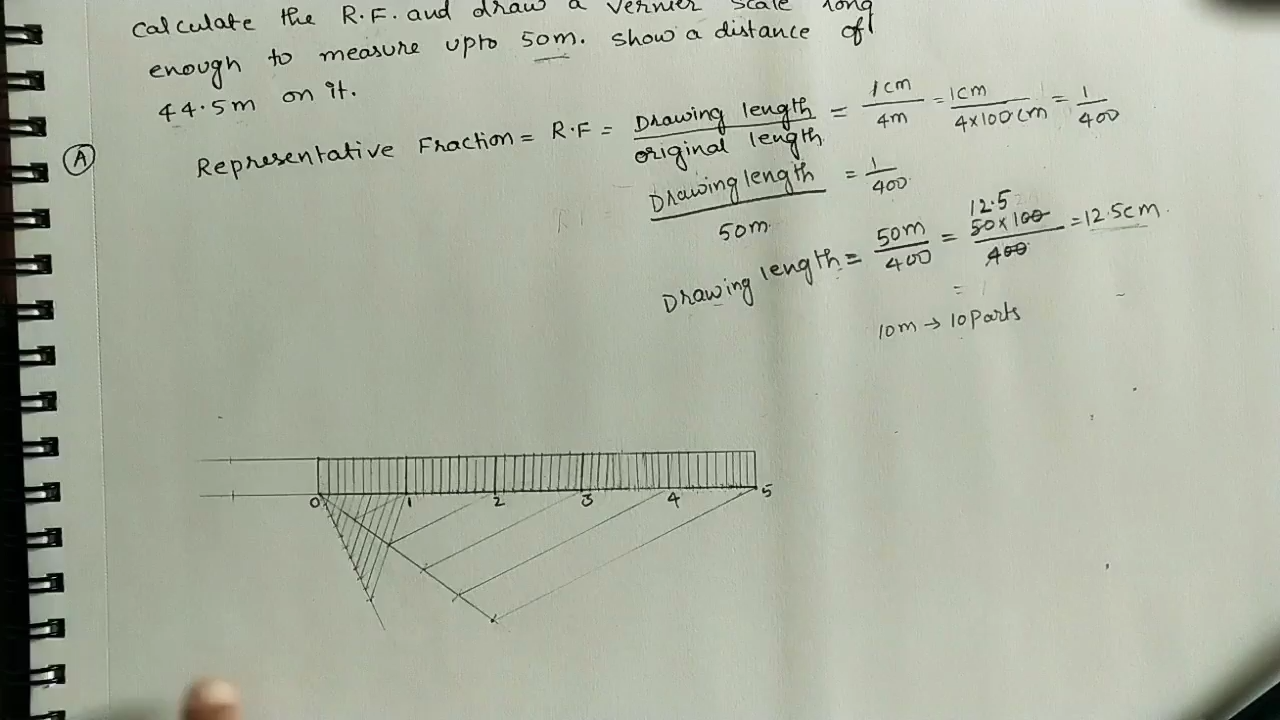 calculate the R.F. and draw a Vernier scale long
enough to measure upto 50m. show a distance of
44.5m on it.
Ⓐ Representative Fraction = R.F = Drawing length / original length = 1cm / 4m = 1cm / 4x100cm = 1 / 400
Drawing length / 50m = 1 / 400
Drawing length = 50m / 400 = 50x100 / 400 = 12.5cm
12.5
=
10m → 10Parts
0 1 2 3 4 5